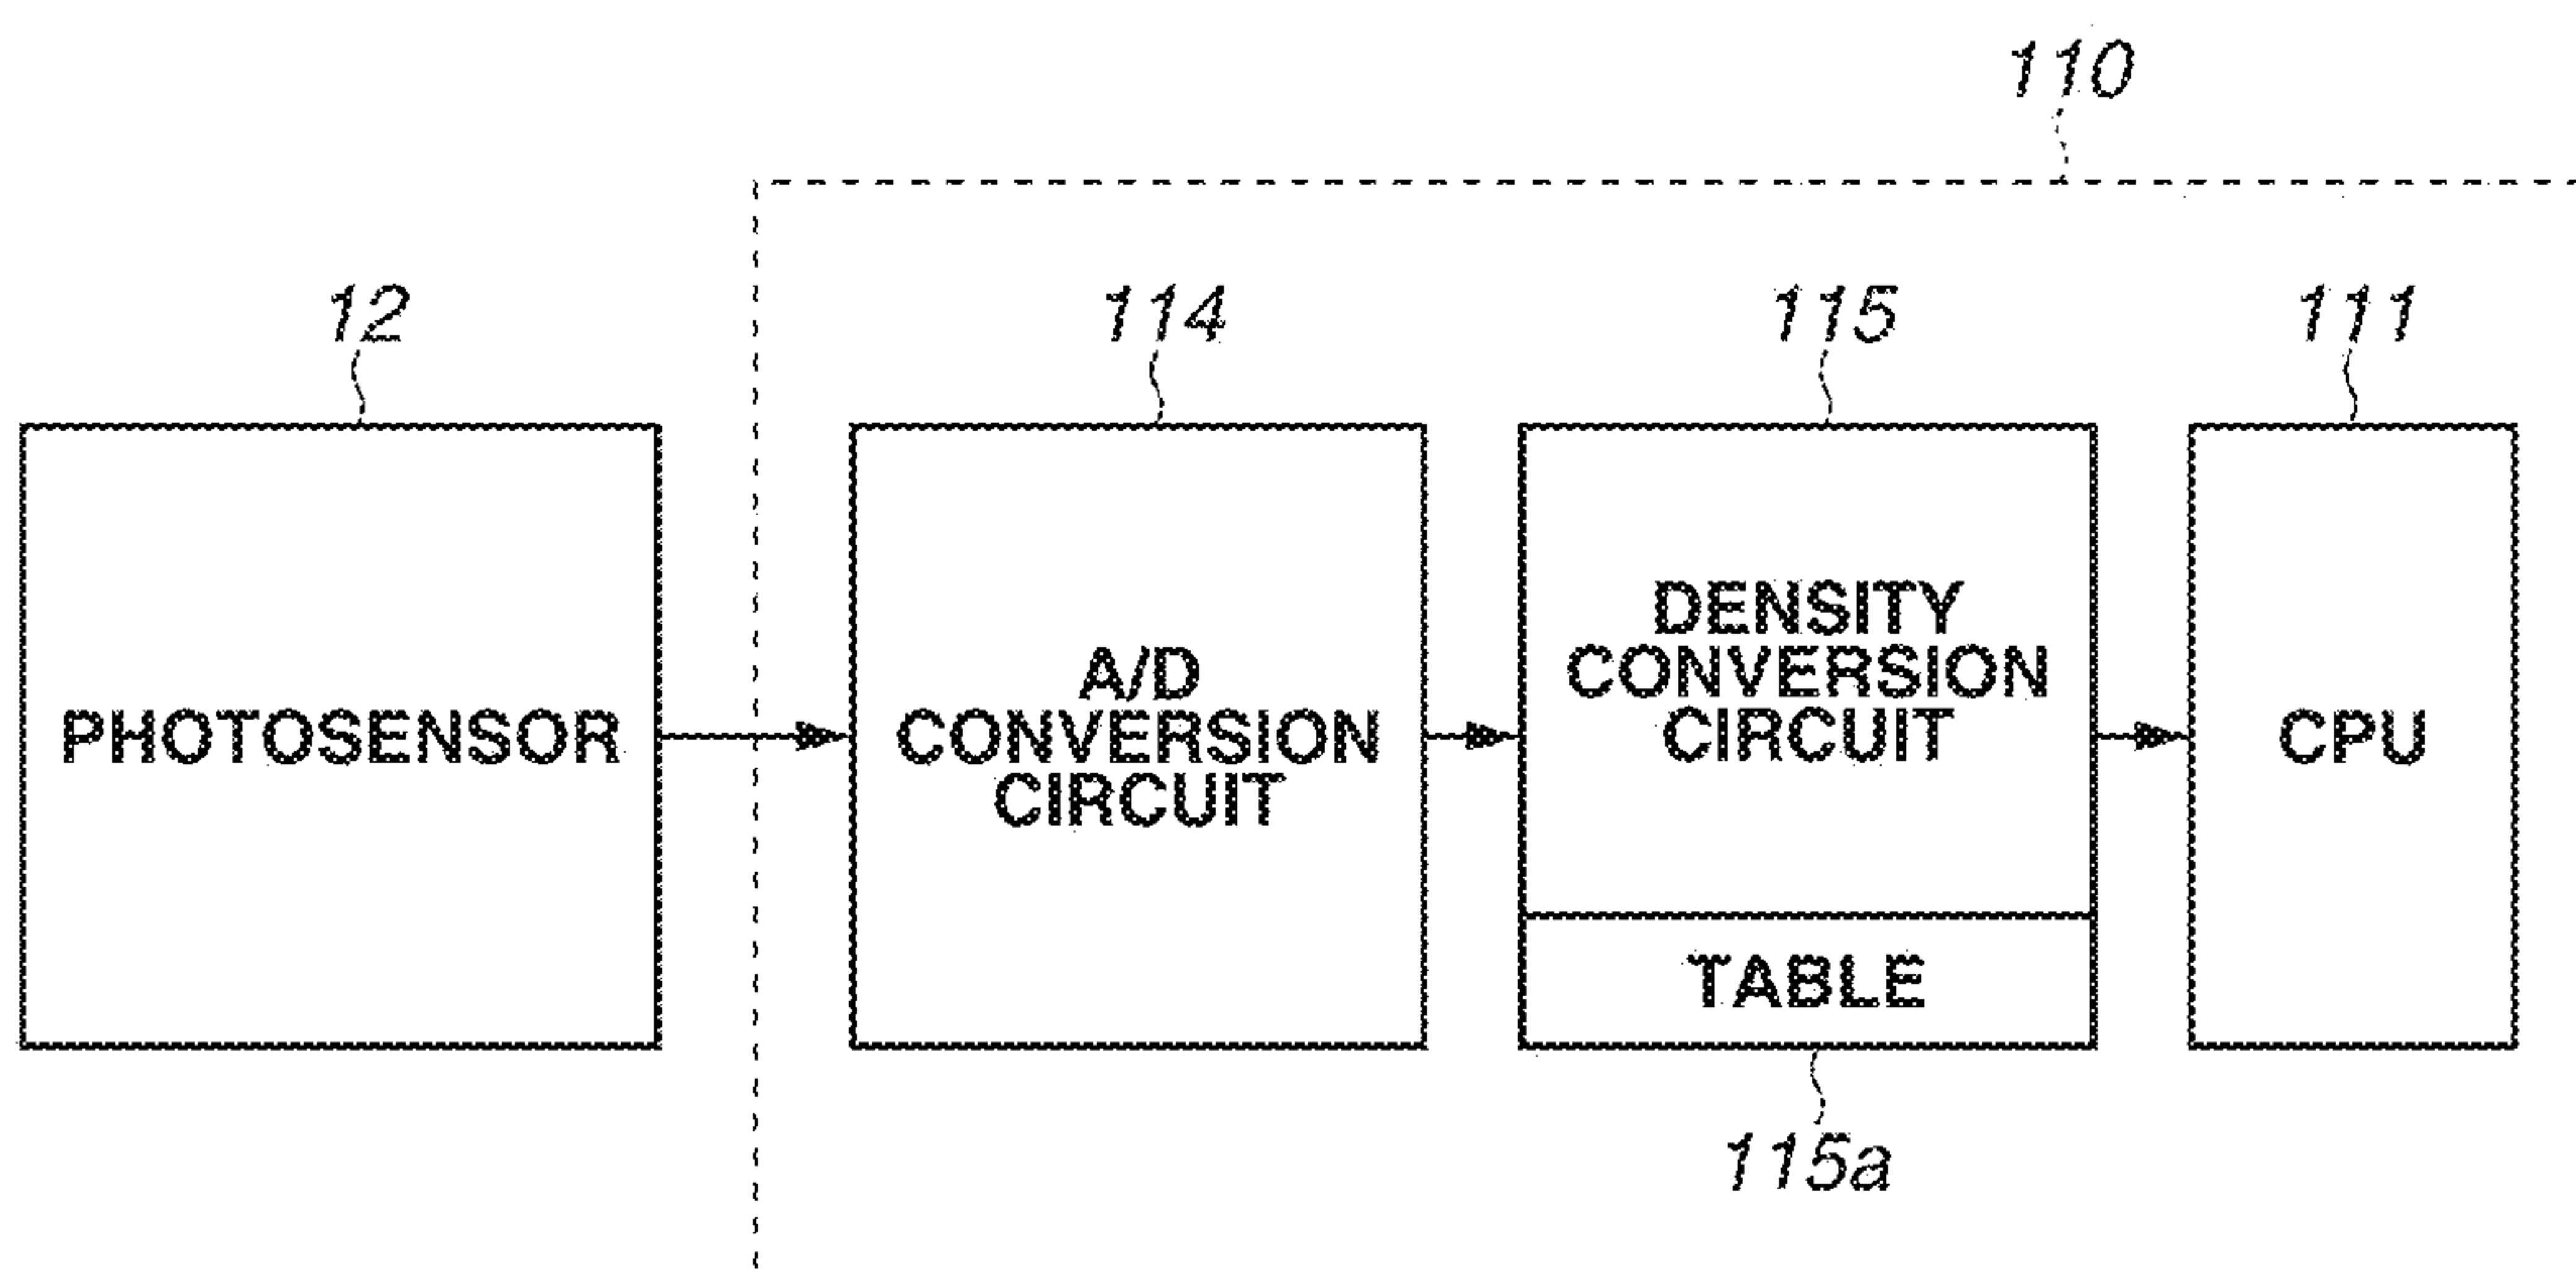 110
12
114
115
111
PHOTOSENSOR
A/D
CONVERSION
CIRCUIT
DENSITY
CONVERSION
CIRCUIT
TABLE
CPU
115a